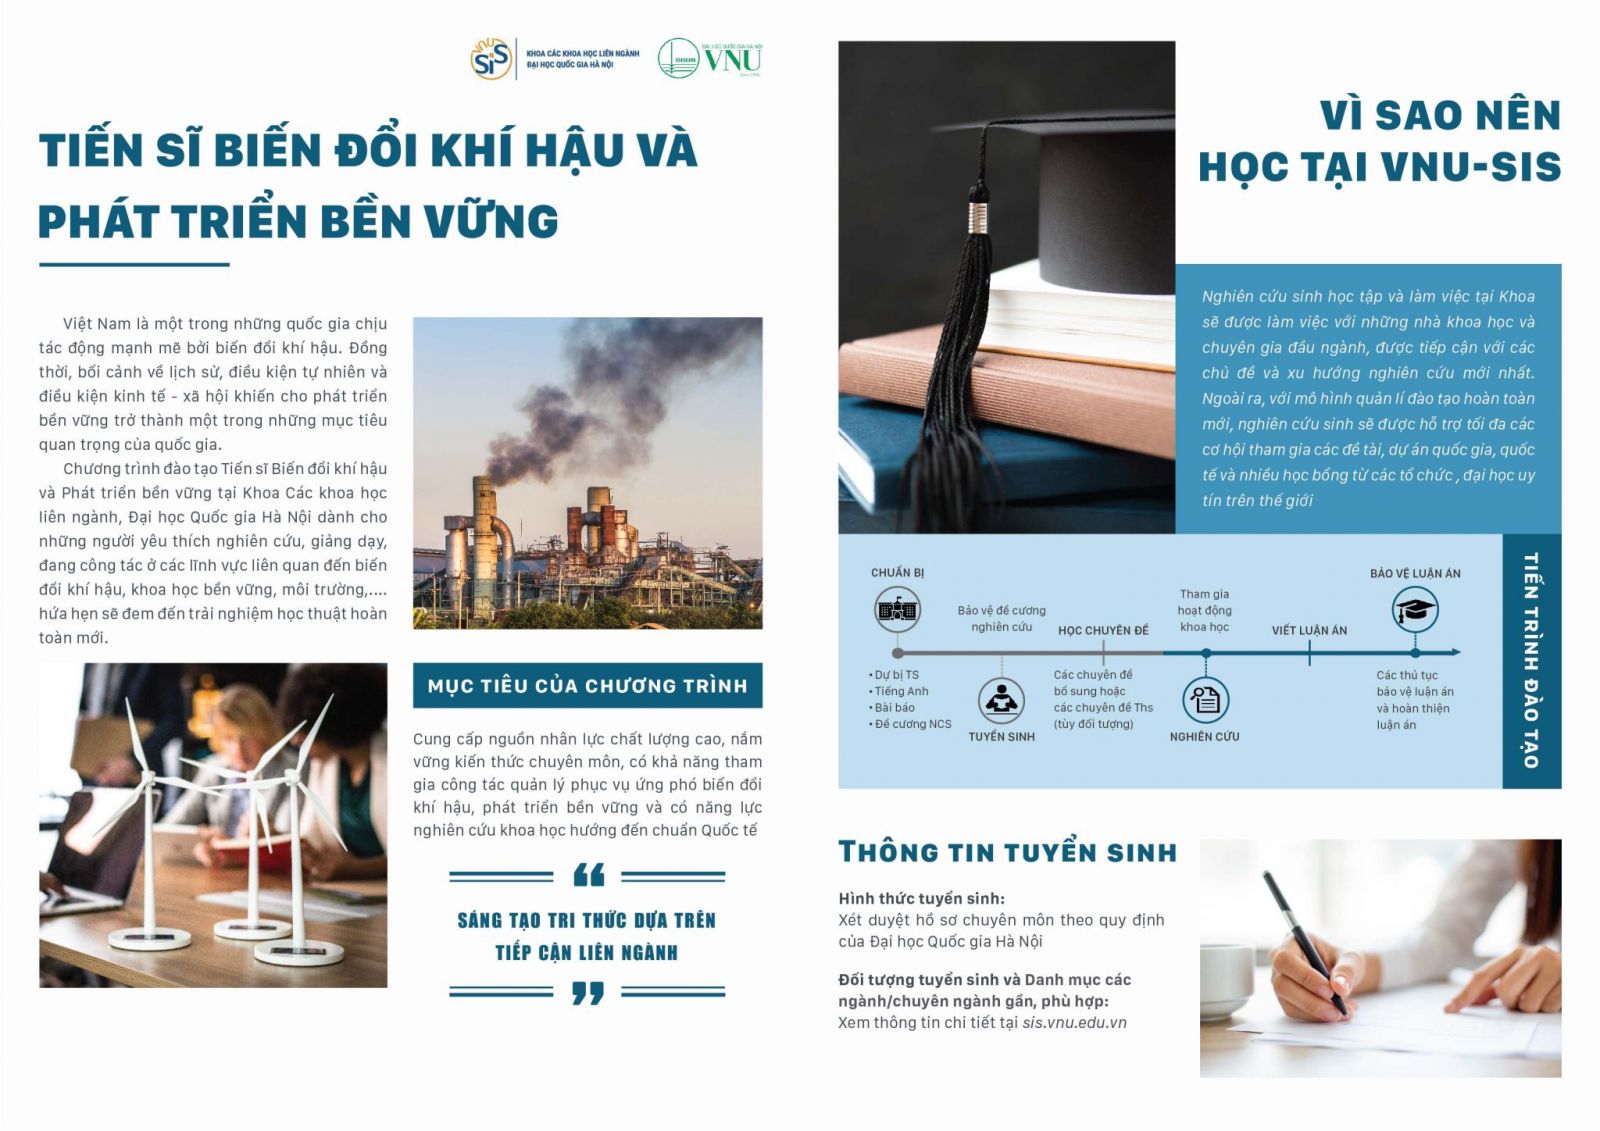 VNU
SiS
KHOA CÁC KHOA HỌC LIÊN NGÀNH
ĐẠI HỌC QUỐC GIA HÀ NỘI
ĐẠI HỌC QUỐC GIA HÀ NỘI
VNU
TIẾN SĨ BIẾN ĐỔI KHÍ HẬU VÀ
PHÁT TRIỂN BỀN VỮNG
Việt Nam là một trong những quốc gia chịu
tác động mạnh mẽ bởi biến đổi khí hậu. Đồng
thời, bối cảnh về lịch sử, điều kiện tự nhiên và
điều kiện kinh tế - xã hội khiến cho phát triển
bền vững trở thành một trong những mục tiêu
quan trọng của quốc gia.
Chương trình đào tạo Tiến sĩ Biến đổi khí hậu
và Phát triển bền vững tại Khoa Các khoa học
liên ngành, Đại học Quốc gia Hà Nội dành cho
những người yêu thích nghiên cứu, giảng dạy,
đang công tác ở các lĩnh vực liên quan đến biến
đổi khí hậu, khoa học bền vững, môi trường,....
hứa hẹn sẽ đem đến trải nghiệm học thuật hoàn
toàn mới.
MỤC TIÊU CỦA CHƯƠNG TRÌNH
Cung cấp nguồn nhân lực chất lượng cao, nắm
vững kiến thức chuyên môn, có khả năng tham
gia công tác quản lý phục vụ ứng phó biến đổi
khí hậu, phát triển bền vững và có năng lực
nghiên cứu khoa học hướng đến chuẩn Quốc tế
“
SÁNG TẠO TRI THỨC DỰA TRÊN
TIẾP CẬN LIÊN NGÀNH
”
VÌ SAO NÊN
HỌC TẠI VNU-SIS
Nghiên cứu sinh học tập và làm việc tại Khoa
sẽ được làm việc với những nhà khoa học và
chuyên gia đầu ngành, được tiếp cận với các
chủ đề và xu hướng nghiên cứu mới nhất.
Ngoài ra, với mô hình quản lí đào tạo hoàn toàn
mới, nghiên cứu sinh sẽ được hỗ trợ tối đa các
cơ hội tham gia các đề tài, dự án quốc gia, quốc
tế và nhiều học bổng từ các tổ chức , đại học uy
tín trên thế giới
TIẾN TRÌNH ĐÀO TẠO
CHUẨN BỊ
• Dự bị TS
• Tiếng Anh
• Bài báo
• Đề cương NCS
Bảo vệ đề cương
nghiên cứu
TUYỂN SINH
HỌC CHUYÊN ĐỀ
Các chuyên đề
bổ sung hoặc
các chuyên đề Ths
(tùy đối tượng)
Tham gia
hoạt động
khoa học
NGHIÊN CỨU
VIẾT LUẬN ÁN
BẢO VỆ LUẬN ÁN
Các thủ tục
bảo vệ luận án
và hoàn thiện
luận án
THÔNG TIN TUYỂN SINH
Hình thức tuyển sinh:
Xét duyệt hồ sơ chuyên môn theo quy định
của Đại học Quốc gia Hà Nội
Đối tượng tuyển sinh và Danh mục các
ngành/chuyên ngành gần, phù hợp:
Xem thông tin chi tiết tại sis.vnu.edu.vn